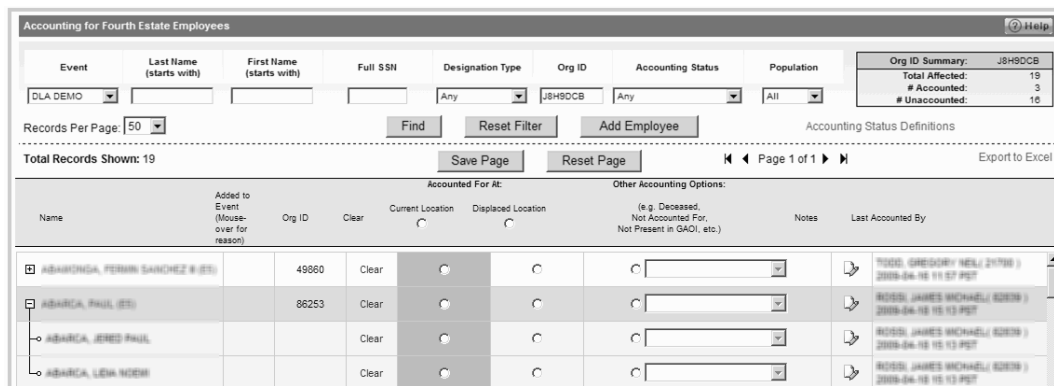 Accounting for Fourth Estate Employees
Help
Event
Last Name
(starts with)
First Name
(starts with)
Full SSN
Designation Type
Org ID
Accounting Status
Population
Org ID Summary: J8H9DCB
Total Affected: 19
# Accounted: 3
# Unaccounted: 16
DLA DEMO
Any
J8H9DCB
Any
All
Records Per Page: 50
Find
Reset Filter
Add Employee
Accounting Status Definitions
Total Records Shown: 19
Save Page
Reset Page
Page 1 of 1
Export to Excel
Name
Added to
Event
(Mouse-
over for
reason)
Org ID
Clear
Accounted For At:
Current Location
Displaced Location
Other Accounting Options:
(e.g. Deceased,
Not Accounted For,
Not Present in GAOI, etc.)
Notes
Last Accounted By
49860 Clear
86253 Clear
Clear
Clear